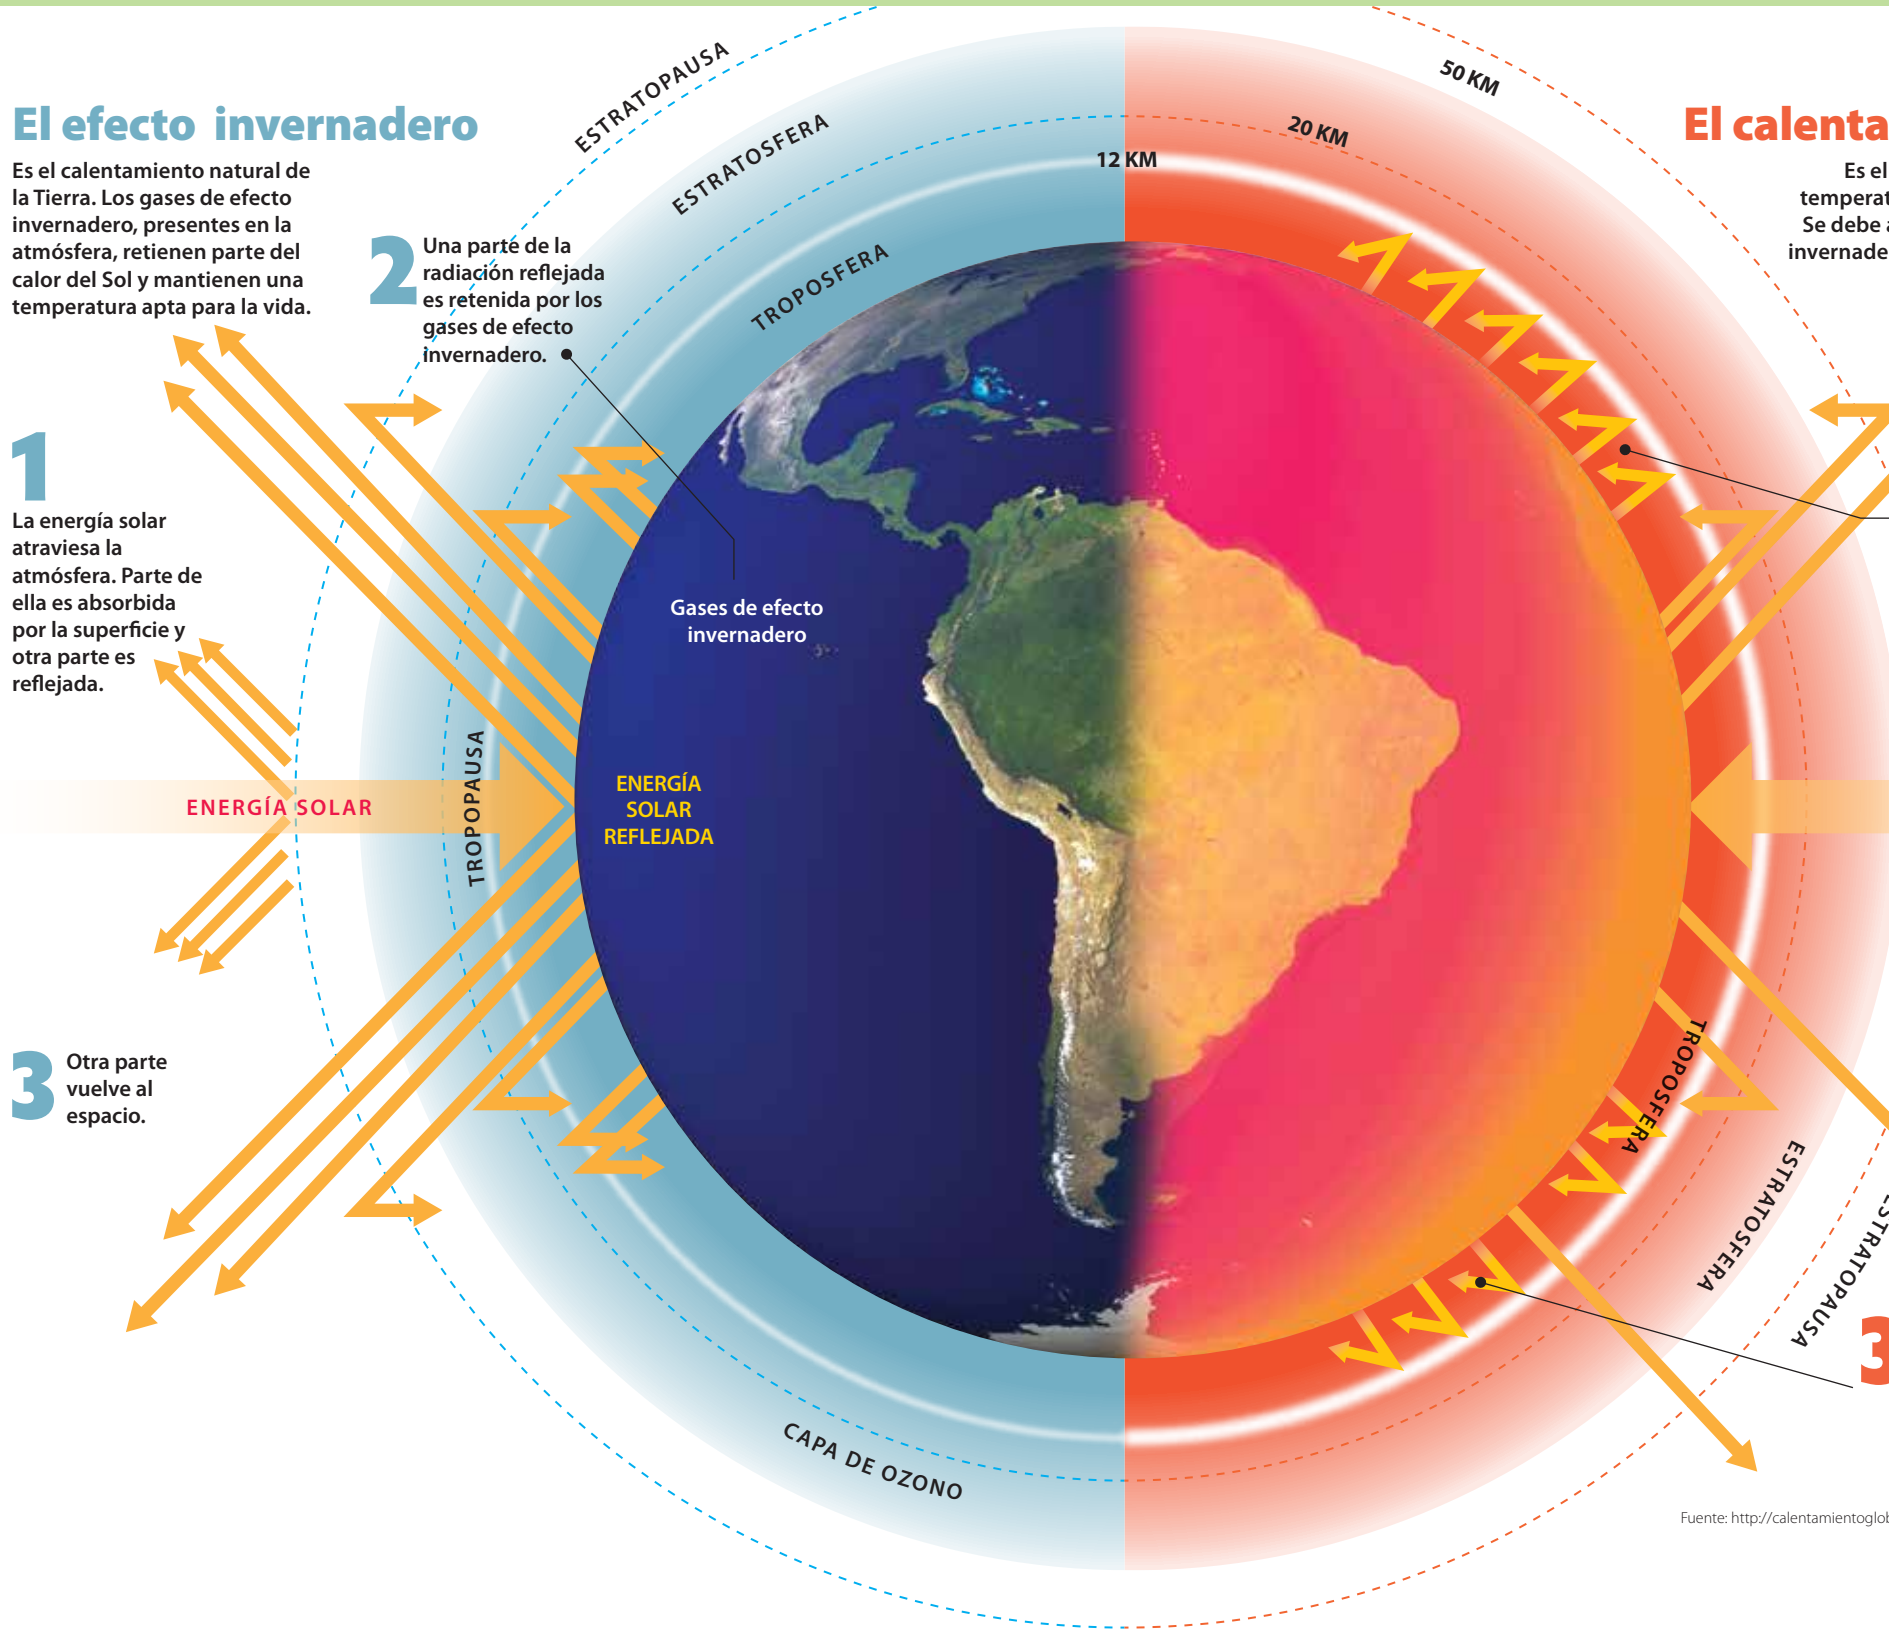 El efecto invernadero
Es el calentamiento natural de
la Tierra. Los gases de efecto
invernadero, presentes en la
atmósfera, retienen parte del
calor del Sol y mantienen una
temperatura apta para la vida.
1
La energía solar
atraviesa la
atmósfera. Parte de
ella es absorbida
por la superficie y
otra parte es
reflejada.
2
Una parte de la
radiación reflejada
es retenida por los
gases de efecto
invernadero.
3
Otra parte
vuelve al
espacio.
ENERGÍA SOLAR
TROPOPAUSA
ESTRATOPAUSA
ESTRATOSFERA
TROPOSFERA
Gases de efecto
invernadero
ENERGÍA
SOLAR
REFLEJADA
CAPA DE OZONO
12 KM
20 KM
50 KM
El calenta
Es el
temperat
Se debe a
invernade
TROPOSFERA
ESTRATOSFERA
ESTRATOPAUSA
3
Fuente: http://calentamientoglob